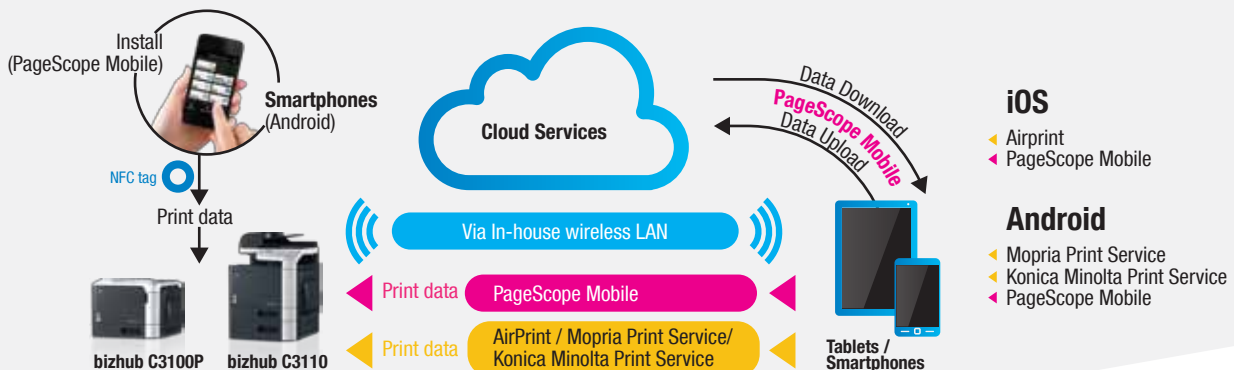 Install
(PageScope Mobile)
Smartphones
(Android)
NFC tag
Print data
bizhub C3100P
bizhub C3110
Cloud Services
Data Download
PageScope Mobile
Data Upload
Via In-house wireless LAN
Print data
PageScope Mobile
Print data
AirPrint / Mopria Print Service/
Konica Minolta Print Service
Tablets /
Smartphones
iOS
Airprint
PageScope Mobile
Android
Mopria Print Service
Konica Minolta Print Service
PageScope Mobile